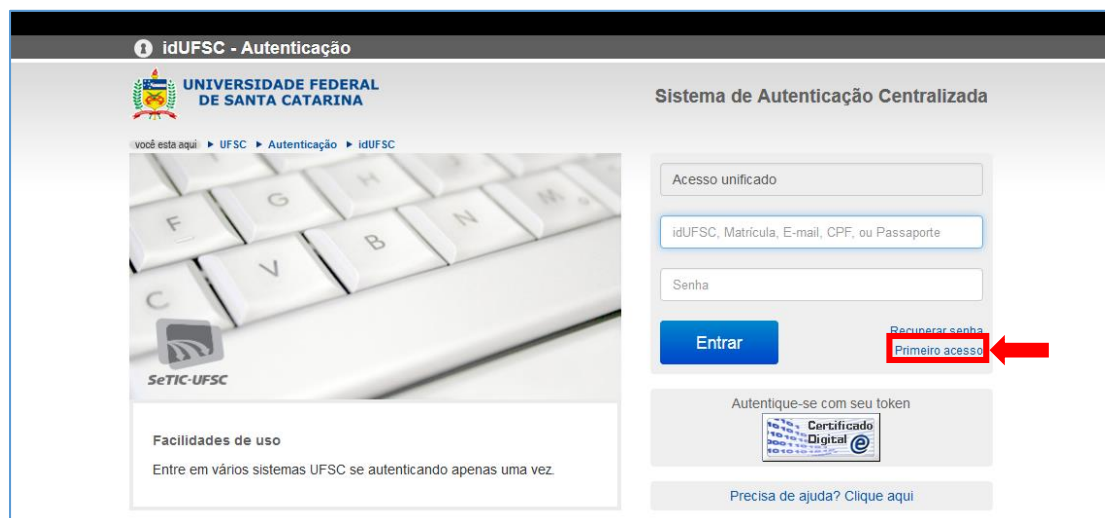 idUFSC - Autenticação
UNIVERSIDADE FEDERAL
DE SANTA CATARINA
Sistema de Autenticação Centralizada
você esta aqui ▶ UFSC ▶ Autenticação ▶ idUFSC
F G H
C V B N M
SeTIC-UFSC
Facilidades de uso
Entre em vários sistemas UFSC se autenticando apenas uma vez.
Acesso unificado
idUFSC, Matrícula, E-mail, CPF, ou Passaporte
Senha
Entrar
Recuperar senha
Primeiro acesso
Autentique-se com seu token
Certificado
Digital e
Precisa de ajuda? Clique aqui